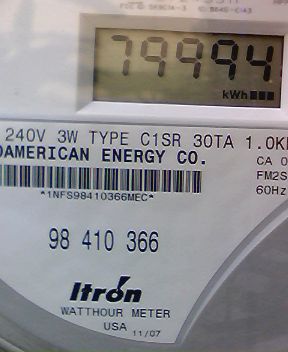 79994
kWh
240V 3W TYPE C1SR 30TA 1.0K
AMERICAN ENERGY CO.
CA 0
FM2S
60Hz
*1NFS98410366MEC*
98 410 366
Itron
WATTHOUR METER
USA 11/07